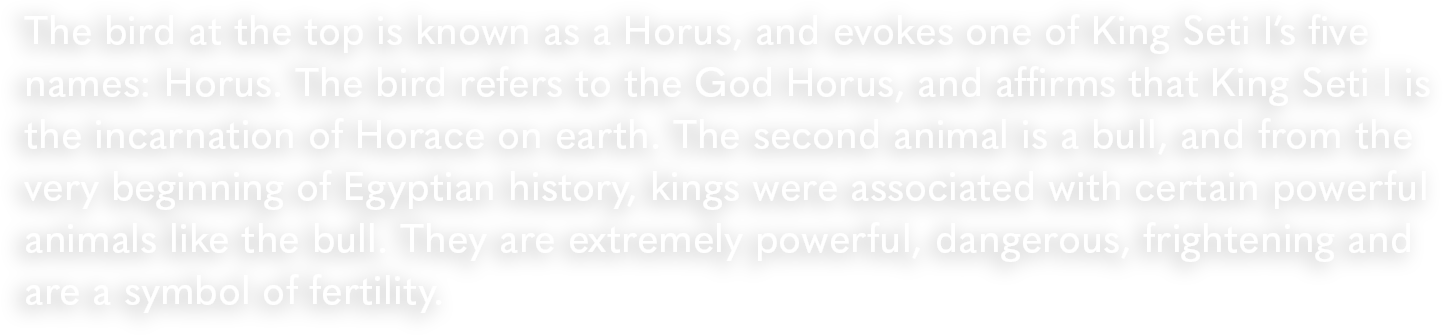 The bird at the top is known as a Horus, and evokes one of King Seti I’s five
names: Horus. The bird refers to the God Horus, and affirms that King Seti I is
the incarnation of Horace on earth. The second animal is a bull, and from the
very beginning of Egyptian history, kings were associated with certain powerful
animals like the bull. They are extremely powerful, dangerous, frightening and
are a symbol of fertility.